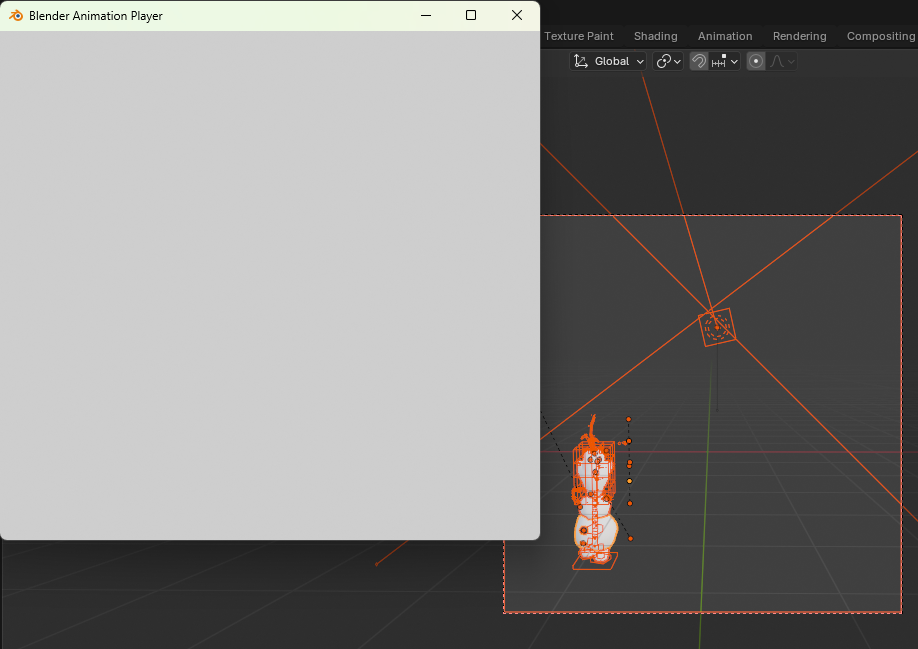 Blender Animation Player
Texture Paint Shading Animation Rendering Compositing
Global